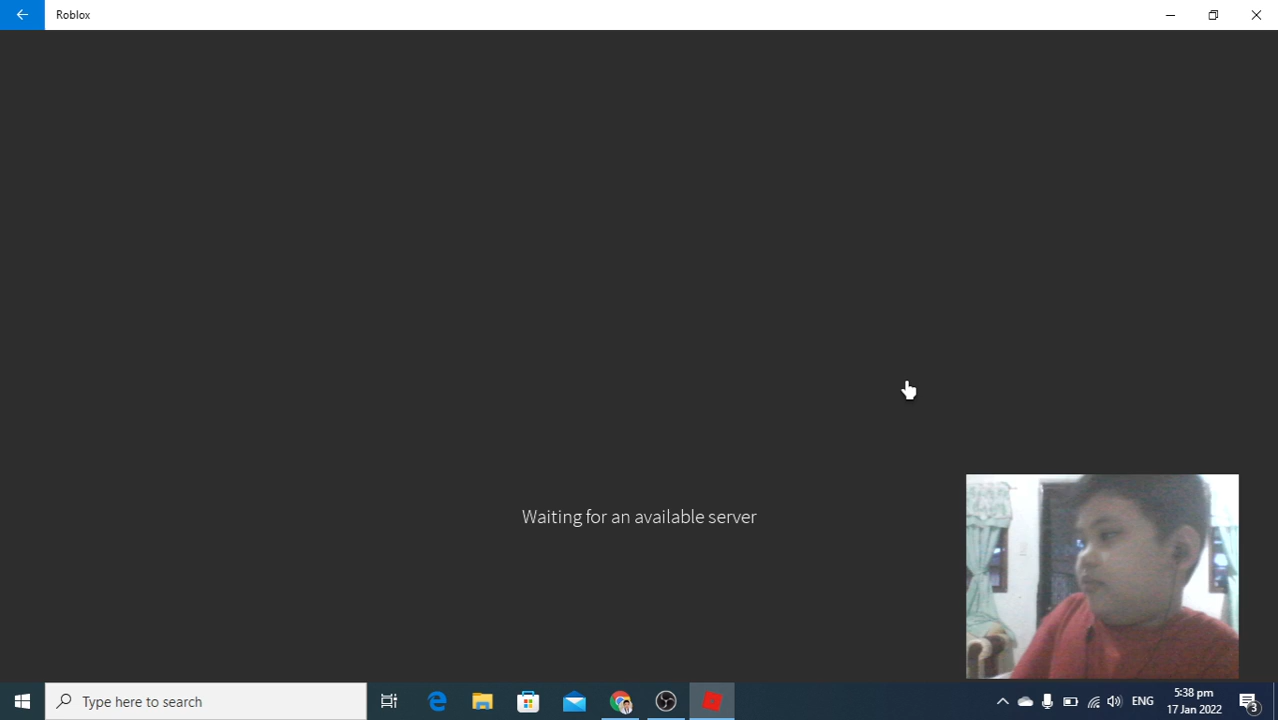 Roblox
Waiting for an available server
Type here to search
ENG
5:38 pm
17 Jan 2022
3